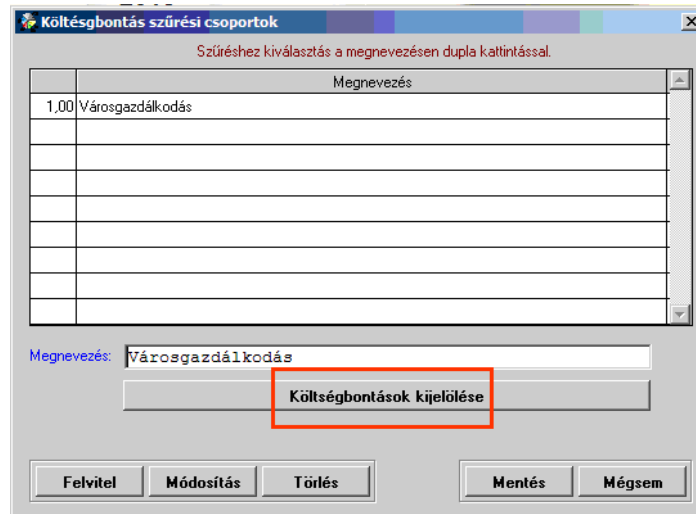 Költésgbontás szűrési csoportok
Szűréshez kiválasztás a megnevezésen dupla kattintással.
Megnevezés
1,00 Városgazdálkodás
Megnevezés: Városgazdálkodás
Költségbontások kijelölése
Felvitel Módosítás Törlés Mentés Mégsem